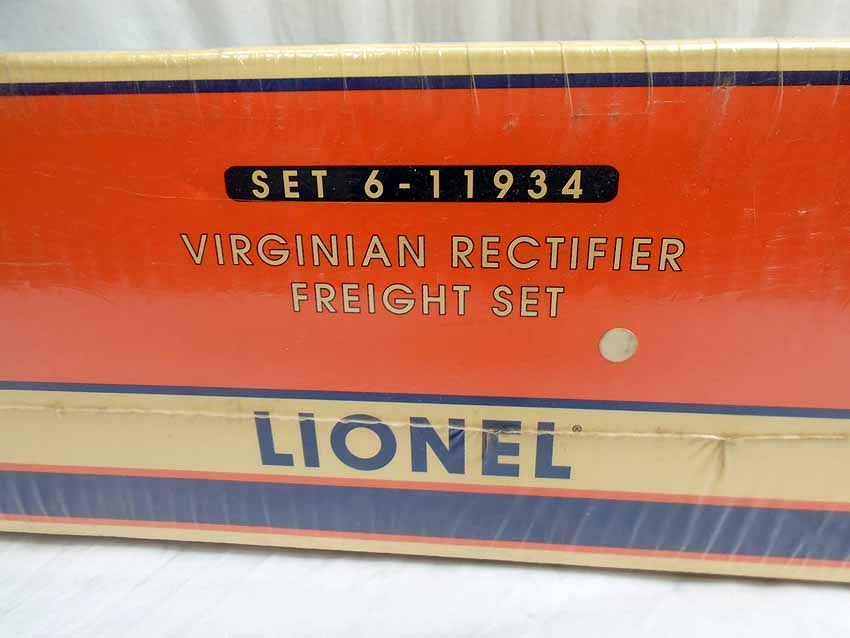 SET 6-11934
VIRGINIAN RECTIFIER
FREIGHT SET
LIONEL®